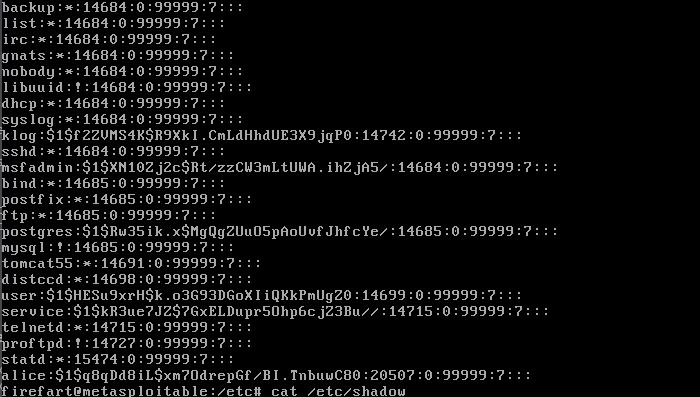 backup:*:14684:0:99999:7:::
list:*:14684:0:99999:7:::
irc:*:14684:0:99999:7:::
gnats:*:14684:0:99999:7:::
nobody:*:14684:0:99999:7:::
libuuid:!:14684:0:99999:7:::
dhcp:*:14684:0:99999:7:::
syslog:*:14684:0:99999:7:::
klog:$1$f2ZVMS4K$R9XkI.CmLdHhdUE3X9jqP0:14742:0:99999:7:::
sshd:*:14684:0:99999:7:::
msfadmin:$1$XN10Zj2c$Rt/zzCW3mLtUWA.ihZjA5/:14684:0:99999:7:::
bind:*:14685:0:99999:7:::
postfix:*:14685:0:99999:7:::
ftp:*:14685:0:99999:7:::
postgres:$1$Rw35ik.x$MgQgZUuO5pAoUvfJhfcYe/:14685:0:99999:7:::
mysql:!:14685:0:99999:7:::
tomcat55:*:14691:0:99999:7:::
distccd:*:14698:0:99999:7:::
user:$1$HESu9xrH$k.o3G93DGoXIiQKkPmUgZ0:14699:0:99999:7:::
service:$1$kR3ue7JZ$7GxELDupr5Ohp6cjZ3Bu//:14715:0:99999:7:::
telnetd:*:14715:0:99999:7:::
proftpd:!:14727:0:99999:7:::
statd:*:15474:0:99999:7:::
alice:$1$q8qDd8iL$xm7OdrepGf/BI.TnbuwC80:20507:0:99999:7:::
firefart@metasploitable:/etc# cat /etc/shadow